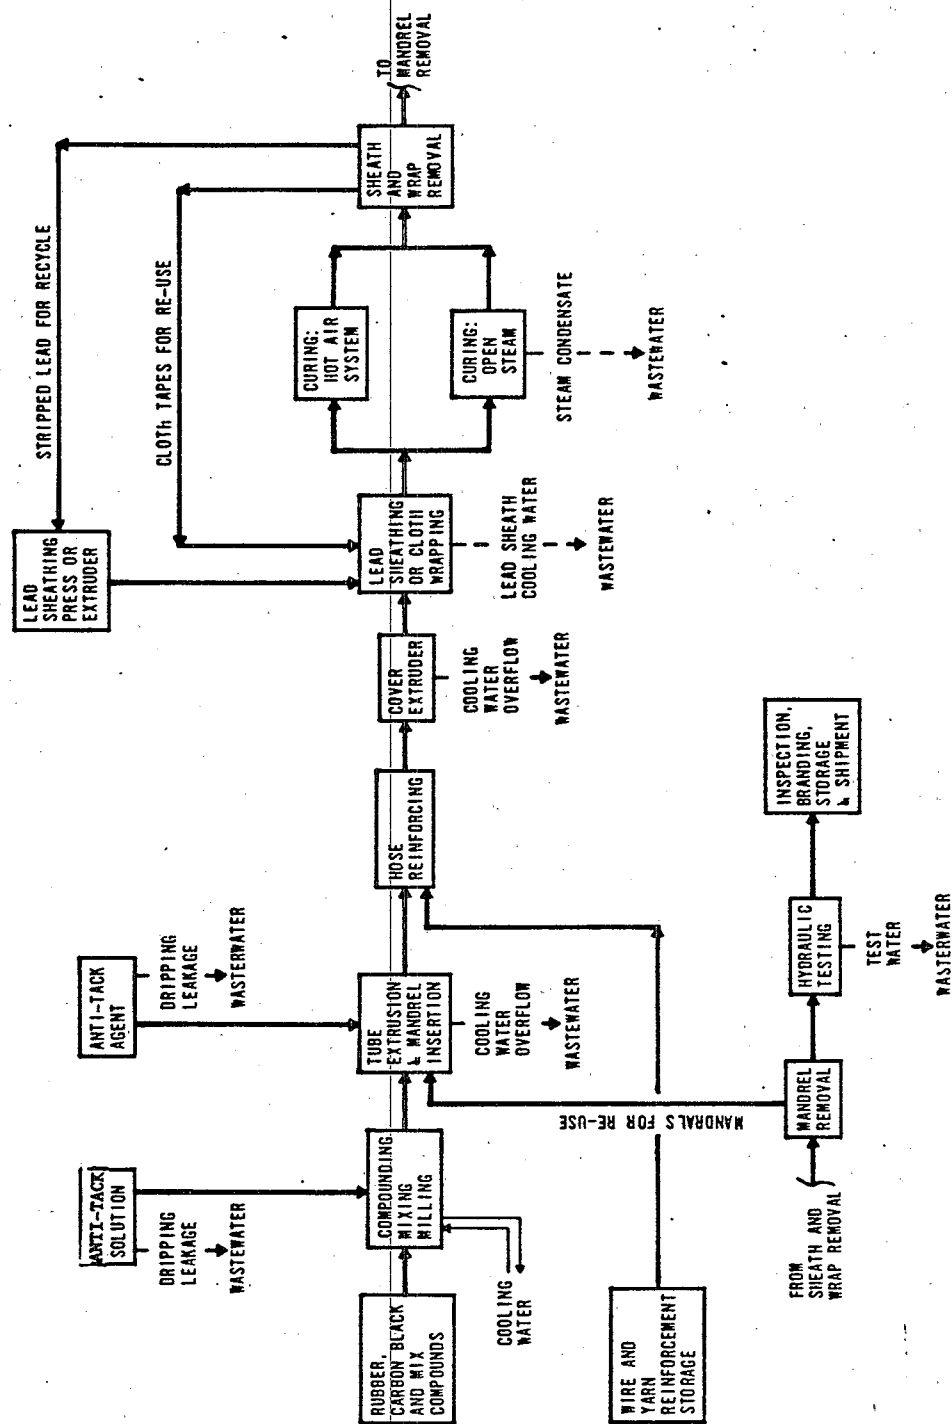 STRIPPED LEAD FOR RECYCLE
LEAD
SHEATHING
PRESS OR
EXTRUDER
CLOTh TAPES FOR RE-USE
ANTI-TACK
SOLUTION
DRIPPING
LEAKAGE
WASTEWATER
ANTI-TACK
AGENT
DRIPPING
LEAKAGE
WASTERWATER
RUBBER,
CARBON BLACK
AND MIX
COMPOUNDS
COMPOUNDING
MIXING
MILLING
COOLING
WATER
TUBE
EXTRUSTION
& MANDREL
INSERTION
COOLING
WATER
OVERFLOW
WASTEWATER
HOSE
REINFORCING
COVER
EXTRUDER
COOLING
WATER
OVERFLOW
WASTEWATER
LEAD
SHEATHING
OR CLOTH
WRAPPING
LEAD SHEATH
COOLING WATER
WASTEWATER
CURING:
HOT AIR
SYSTEM
CURING:
OPEN
STEAM
STEAM CONDENSATE
WASTEWATER
SHEATH
AND
WRAP
REMOVAL
TO
MANDREL
REMOVAL
WIRE AND
YARN
REINFORCEMENT
STORAGE
MANDRALS FOR RE-USE
FROM
SHEATH AND
WRAP REMOVAL
MANDREL
REMOVAL
HYDRAULIC
TESTING
TEST
WATER
WASTERWATER
INSPECTION,
BRANDING,
STORAGE
& SHIPMENT